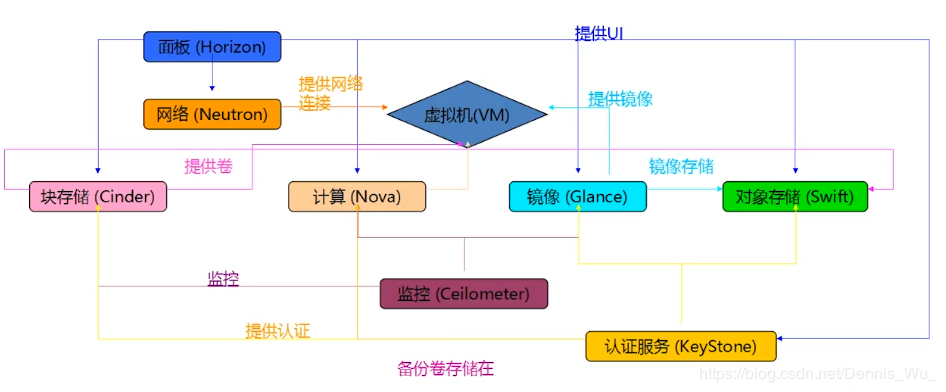 提供UI
面板 (Horizon)
提供网络
连接
网络 (Neutron)
虚拟机(VM)
提供镜像
提供卷
镜像存储
块存储 (Cinder)
计算 (Nova)
镜像 (Glance)
对象存储 (Swift)
监控
监控 (Ceilometer)
提供认证
认证服务 (KeyStone)
备份卷存储在
https://blog.csdn.net/Dennis_Wu_